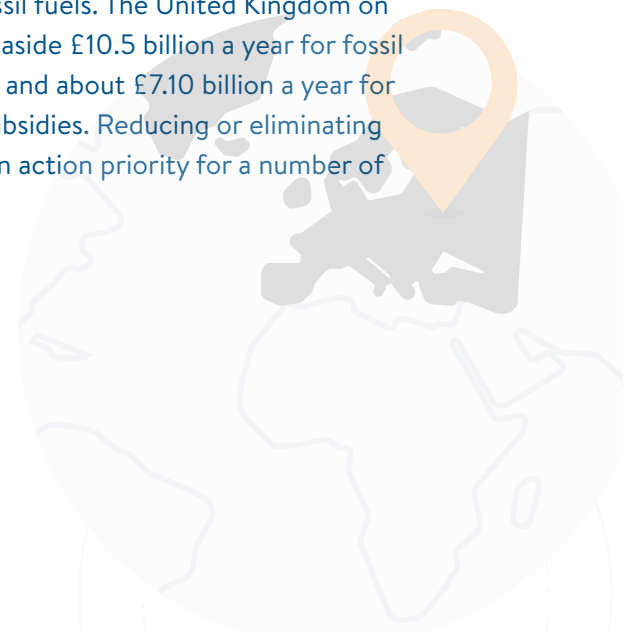 ssil fuels. The United Kingdom on
aside £10.5 billion a year for fossil
and about £7.10 billion a year for
ubsidies. Reducing or eliminating
n action priority for a number of